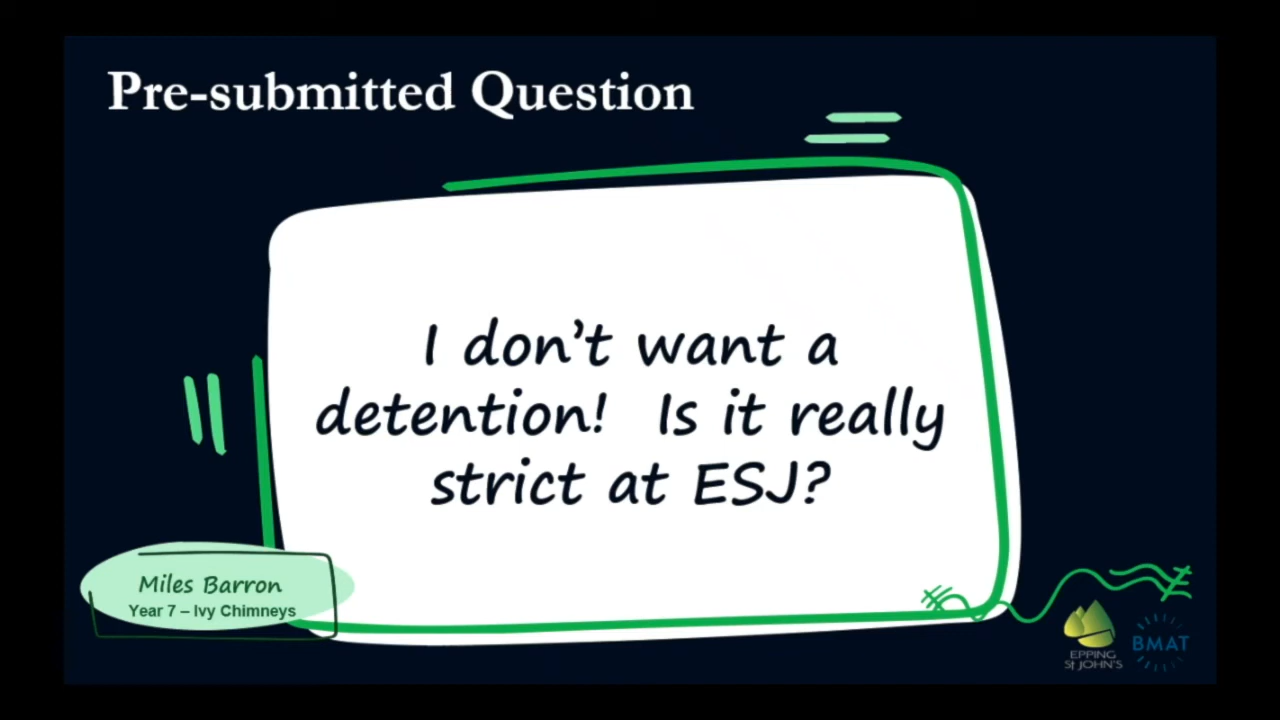 Pre-submitted Question
I don't want a
detention!  Is it really
strict at ESJ?
Miles Barron
Year 7 – Ivy Chimneys
EPPING
St JOHN'S
BMAT